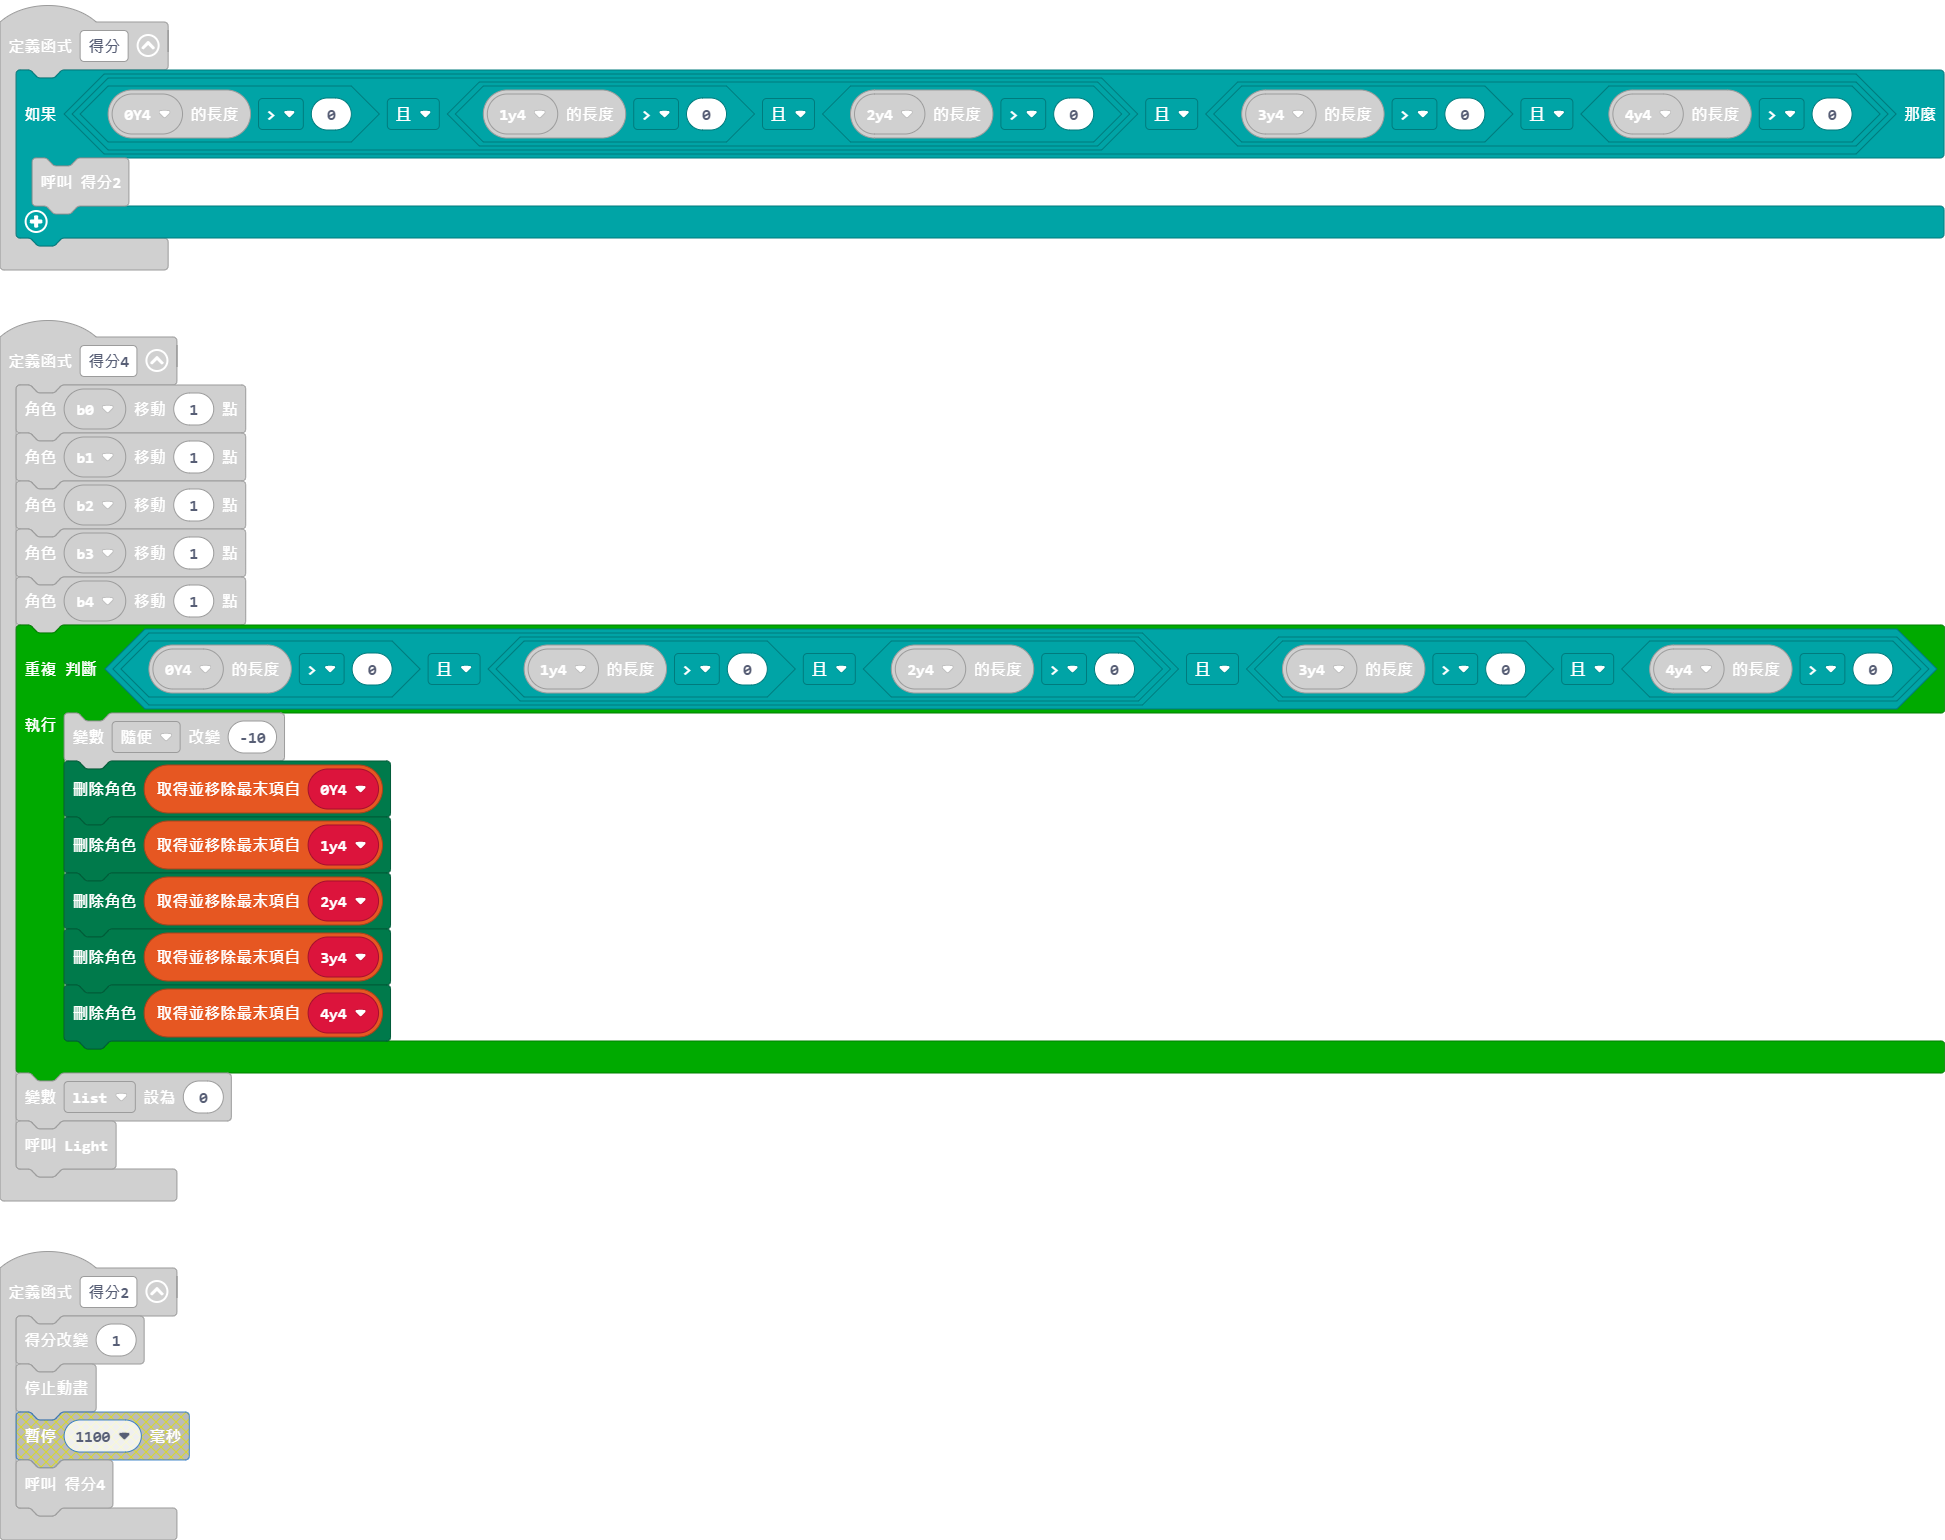 定義函式 得分
如果 0Y4 的長度 > 0 且 1y4 的長度 > 0 且 2y4 的長度 > 0 且 3y4 的長度 > 0 且 4y4 的長度 > 0 那麼
呼叫 得分2
定義函式 得分4
角色 b0 移動 1 點
角色 b1 移動 1 點
角色 b2 移動 1 點
角色 b3 移動 1 點
角色 b4 移動 1 點
重複 判斷 0Y4 的長度 > 0 且 1y4 的長度 > 0 且 2y4 的長度 > 0 且 3y4 的長度 > 0 且 4y4 的長度 > 0
執行 變數 隨便 改變 -10
刪除角色 取得並移除最末項自 0Y4
刪除角色 取得並移除最末項自 1y4
刪除角色 取得並移除最末項自 2y4
刪除角色 取得並移除最末項自 3y4
刪除角色 取得並移除最末項自 4y4
變數 list 設為 0
呼叫 Light
定義函式 得分2
得分改變 1
停止動畫
暫停 1100 毫秒
呼叫 得分4